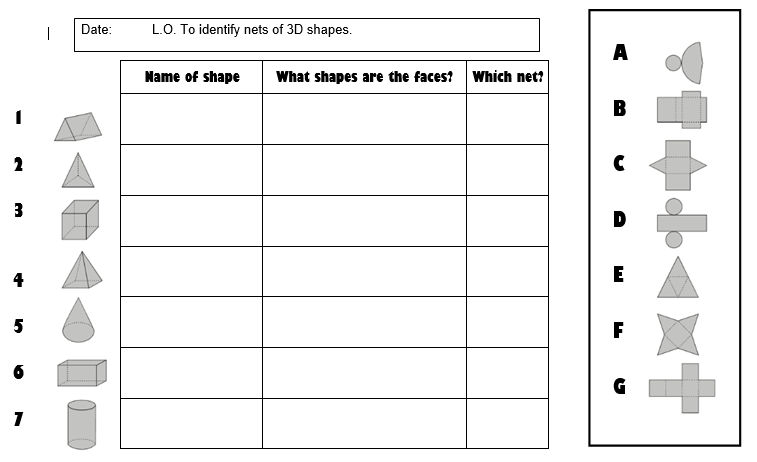 Date: L.O. To identify nets of 3D shapes.
Name of shape What shapes are the faces? Which net?
1
2
3
4
5
6
7
A
B
C
D
E
F
G